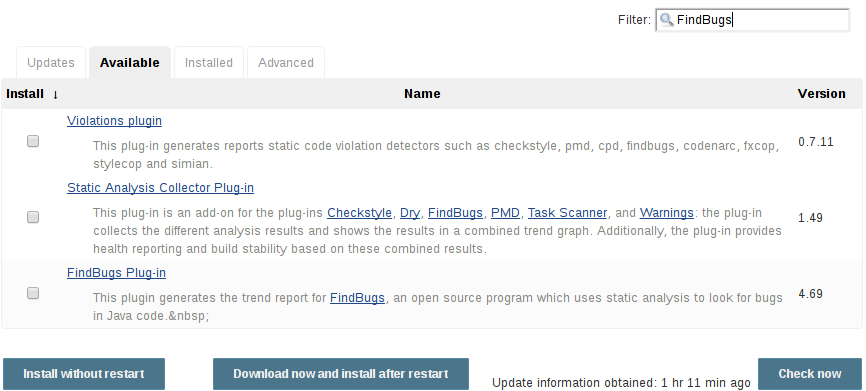 Filter: FindBugs
Updates Available Installed Advanced
Install ↓ Name Version
Violations plugin
This plug-in generates reports static code violation detectors such as checkstyle, pmd, cpd, findbugs, codenarc, fxcop,
0.7.11
stylecop and simian.
Static Analysis Collector Plug-in
This plug-in is an add-on for the plug-ins Checkstyle, Dry, FindBugs, PMD, Task Scanner, and Warnings: the plug-in
collects the different analysis results and shows the results in a combined trend graph. Additionally, the plug-in provides
1.49
health reporting and build stability based on these combined results.
FindBugs Plug-in
This plugin generates the trend report for FindBugs, an open source program which uses static analysis to look for bugs
4.69
in Java code.&nbsp;
Install without restart Download now and install after restart Update information obtained: 1 hr 11 min ago Check now